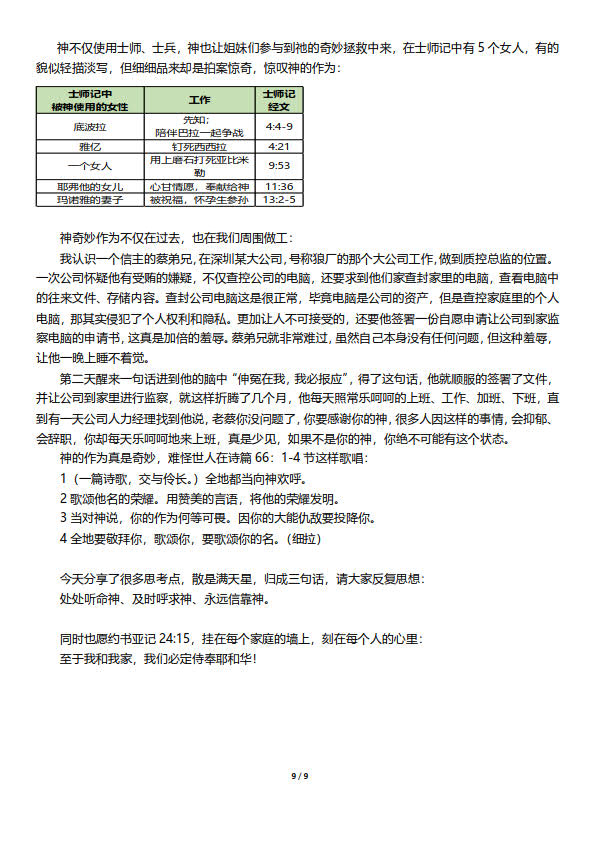 神不仅使用士师、士兵，神也让姐妹们参与到祂的奇妙拯救中来，在士师记中有 5 个女人，有的
貌似轻描淡写，但细细品来却是拍案惊奇，惊叹神的作为：
士师记中
被神使用的女性
工作
士师记
经文
底波拉
先知；
陪伴巴拉一起争战
4:4-9
雅亿
钉死西西拉
4:21
一个女人
用上磨石打死亚比米
勒
9:53
耶弗他的女儿
心甘情愿，奉献给神
11:36
玛诺雅的妻子
被祝福，怀孕生参孙
13:2-5
神奇妙作为不仅在过去，也在我们周围做工：
我认识一个信主的蔡弟兄，在深圳某大公司，号称狼厂的那个大公司工作，做到质控总监的位置。
一次公司怀疑他有受贿的嫌疑，不仅查控公司的电脑，还要求到他们家查封家里的电脑，查看电脑中
的往来文件、存储内容。查封公司电脑这是很正常，毕竟电脑是公司的资产，但是查控家庭里的个人
电脑，那其实侵犯了个人权利和隐私。更加让人不可接受的，还要他签署一份自愿申请让公司到家监
察电脑的申请书，这真是加倍的羞辱。蔡弟兄就非常难过，虽然自己本身没有任何问题，但这种羞辱，
让他一晚上睡不着觉。
第二天醒来一句话进到他的脑中“伸冤在我，我必报应”，得了这句话，他就顺服的签署了文件，
并让公司到家里进行监察，就这样折腾了几个月，他每天照常乐呵呵的上班、工作、加班、下班，直
到有一天公司人力经理找到他说，老蔡你没问题了，你要感谢你的神，很多人因这样的事情，会抑郁、
会辞职，你却每天乐呵呵地来上班，真是少见，如果不是你的神，你绝不可能有这个状态。
神的作为真是奇妙，难怪世人在诗篇 66：1-4 节这样歌唱：
1（一篇诗歌，交与伶长。）全地都当向神欢呼。
2 歌颂他名的荣耀。用赞美的言语，将他的荣耀发明。
3 当对神说，你的作为何等可畏。因你的大能仇敌要投降你。
4 全地要敬拜你，歌颂你，要歌颂你的名。（细拉）
今天分享了很多思考点，散是满天星，归成三句话，请大家反复思想：
处处听命神、及时呼求神、永远信靠神。
同时也愿约书亚记 24:15，挂在每个家庭的墙上，刻在每个人的心里：
至于我和我家，我们必定侍奉耶和华！
9 / 9